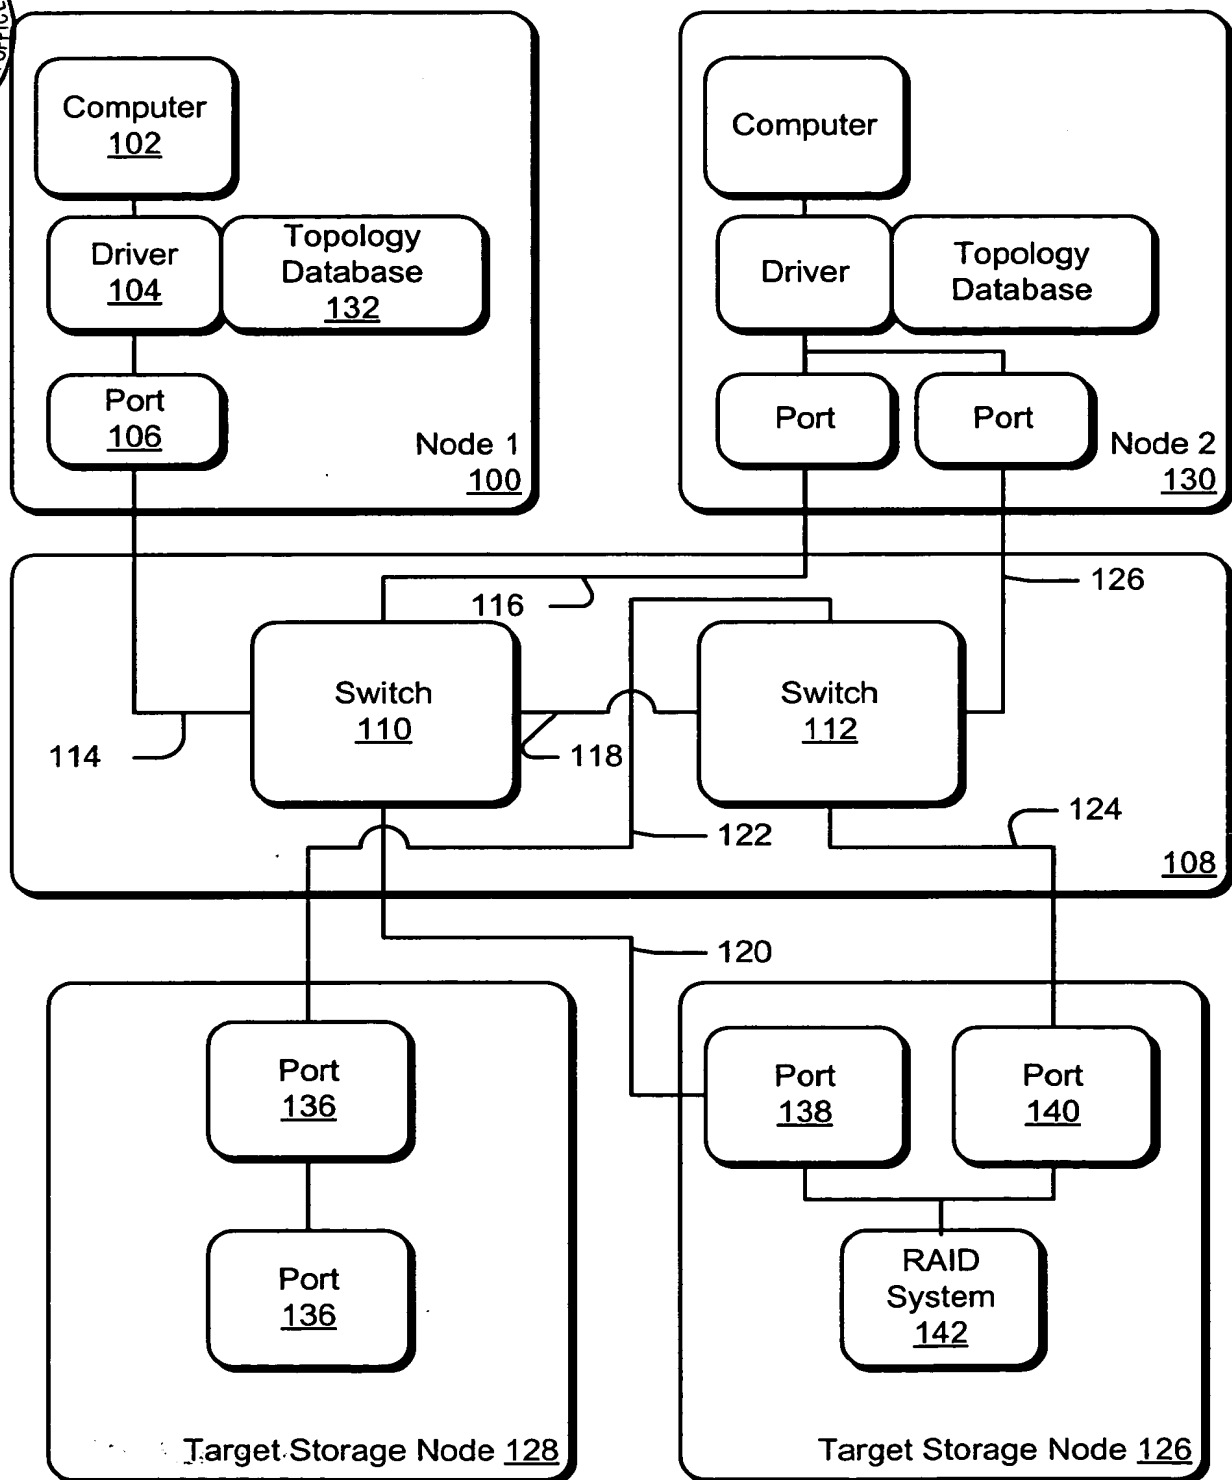 OFFICE
Computer
102
Computer
Driver
104
Topology
Database
132
Driver
Topology
Database
Port
106
Port
Port
Node 1
100
Node 2
130
116
126
Switch
110
Switch
112
114
118
122
124
108
120
Port
136
Port
138
Port
140
Port
136
RAID
System
142
Target Storage Node 128
Target Storage Node 126